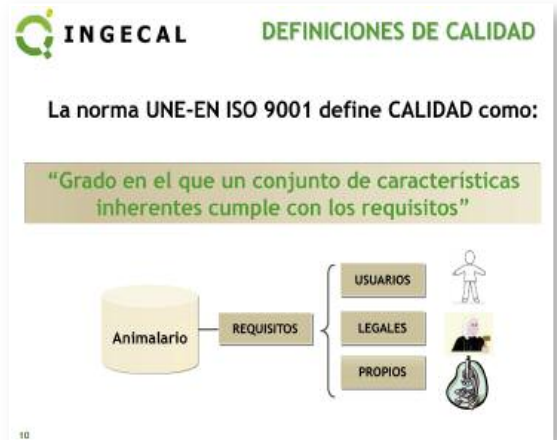 INGECAL
DEFINICIONES DE CALIDAD
La norma UNE-EN ISO 9001 define CALIDAD como:
“Grado en el que un conjunto de características
inherentes cumple con los requisitos”
Animalario
REQUISITOS
USUARIOS
LEGALES
PROPIOS
10